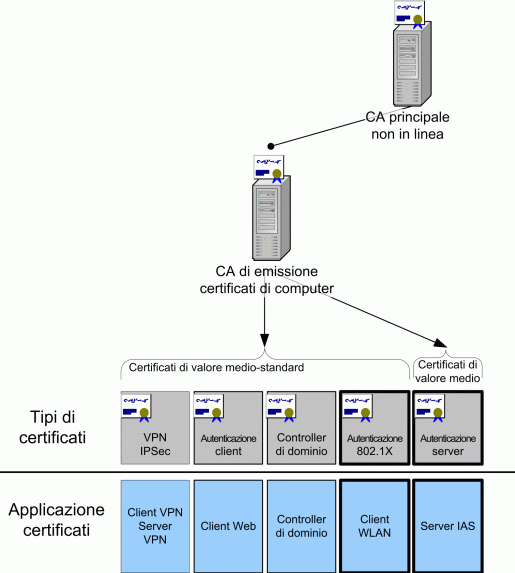 CA principale
non in linea
CA di emissione
certificati di computer
Certificati di valore medio-standard
Certificati di
valore medio
Tipi di
certificati
VPN
IPSec
Autenticazione
client
Controller
di dominio
Autenticazione
802.1X
Autenticazione
server
Applicazione
certificati
Client VPN
Server
VPN
Client Web
Controller
di dominio
Client
WLAN
Server IAS